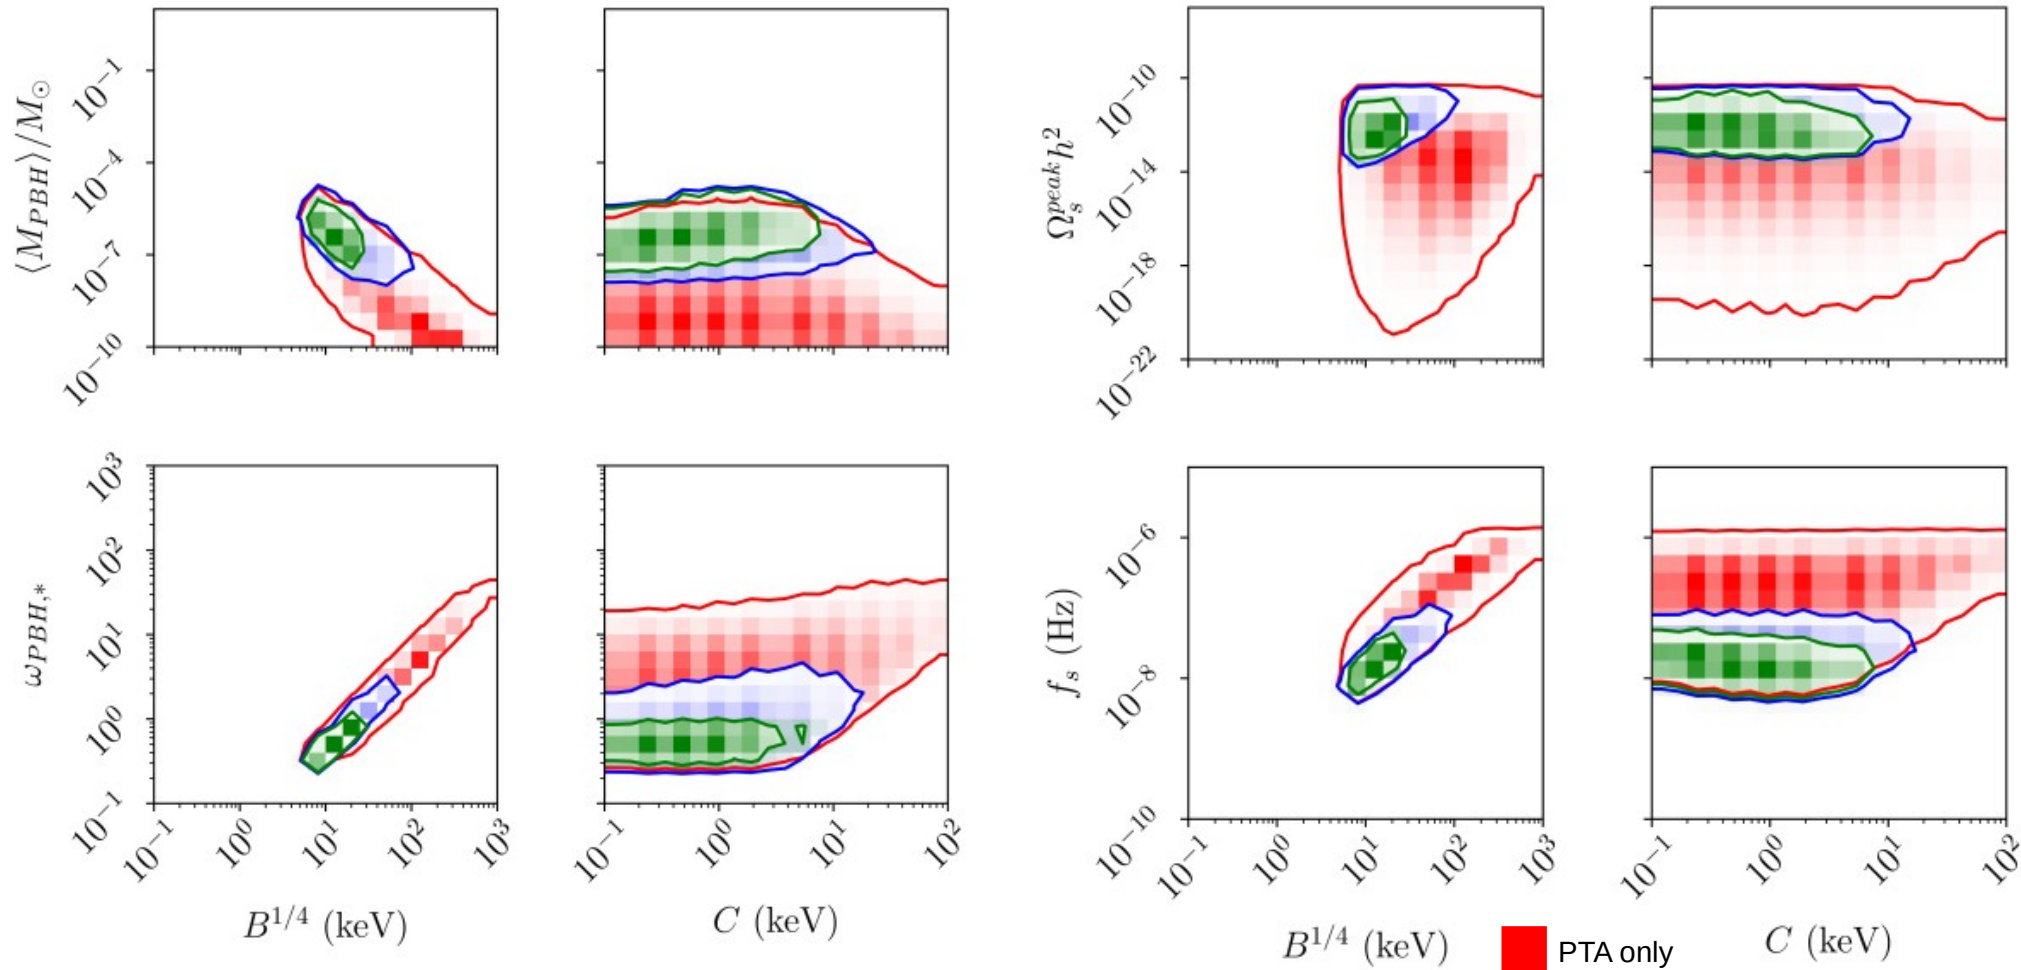 ⟨M_{PBH}⟩/M_⊙
10^{-1}
10^{-4}
10^{-7}
10^{-10}
Ω_s^{peak}h^2
10^{-10}
10^{-14}
10^{-18}
10^{-22}
ω_{PBH,*}
10^3
10^2
10^1
10^0
10^{-1}
10^{-1} 10^0 10^1 10^2 10^3
B^{1/4} (keV)
10^{-1} 10^0 10^1 10^2
C (keV)
f_s (Hz)
10^{-6}
10^{-8}
10^{-10}
10^{-1} 10^0 10^1 10^2 10^3
B^{1/4} (keV)
10^{-1} 10^0 10^1 10^2
C (keV)
PTA only